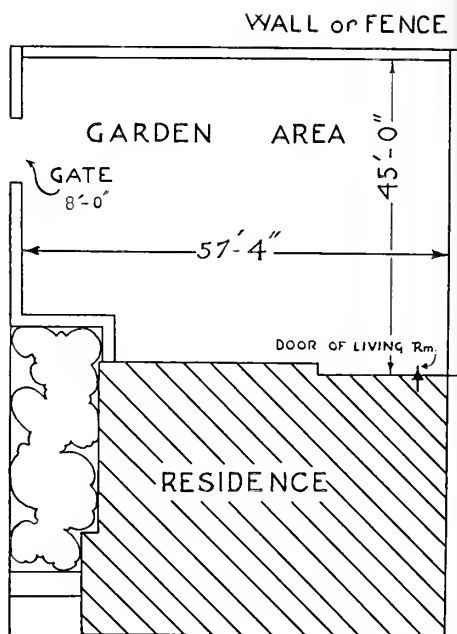 WALL or FENCE
GARDEN AREA
GATE
8'-0"
45'-0"
57'-4"
DOOR OF LIVING Rm.
RESIDENCE